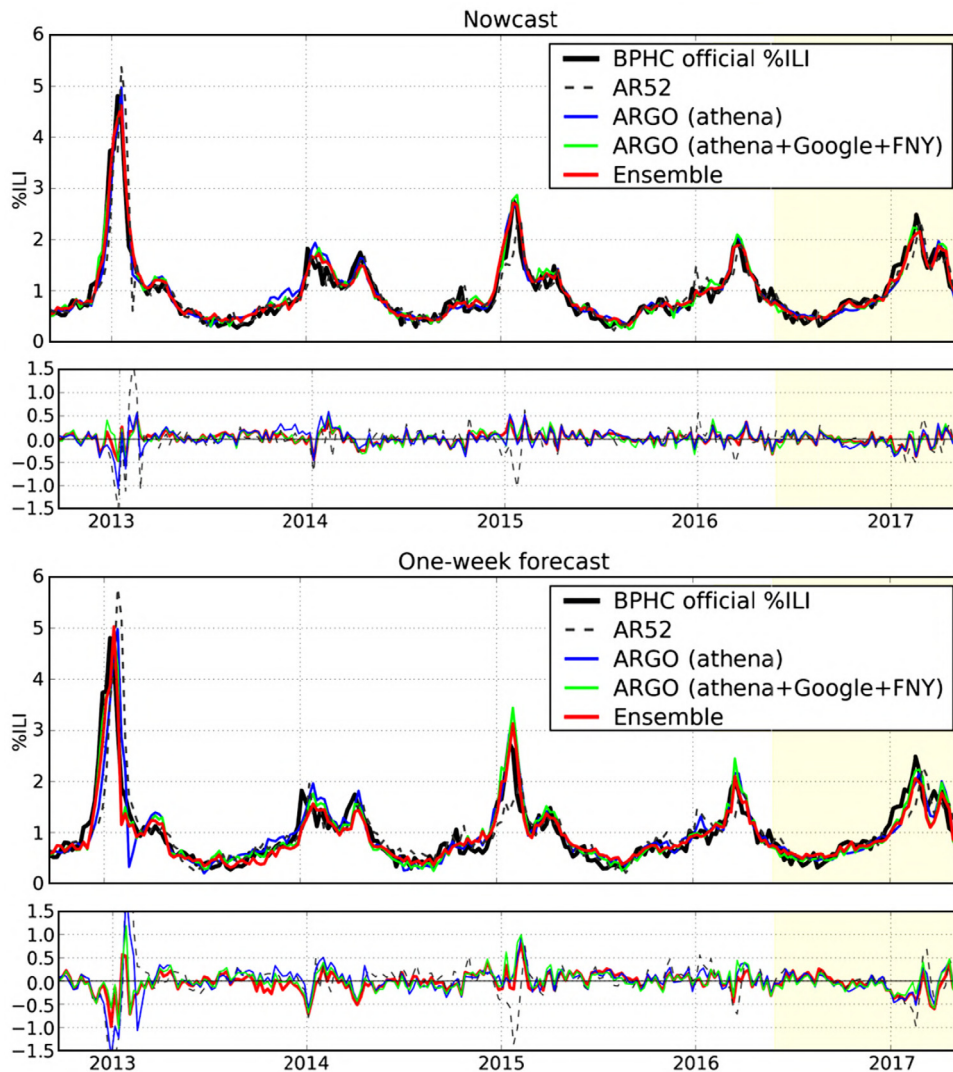 Nowcast
6
5
4
3
2
1
0
%ILI
BPHC official %ILI
AR52
ARGO (athena)
ARGO (athena+Google+FNY)
Ensemble
1.5
1.0
0.5
0.0
−0.5
−1.0
−1.5
2013 2014 2015 2016 2017
One-week forecast
6
5
4
3
2
1
0
%ILI
BPHC official %ILI
AR52
ARGO (athena)
ARGO (athena+Google+FNY)
Ensemble
1.5
1.0
0.5
0.0
−0.5
−1.0
−1.5
2013 2014 2015 2016 2017